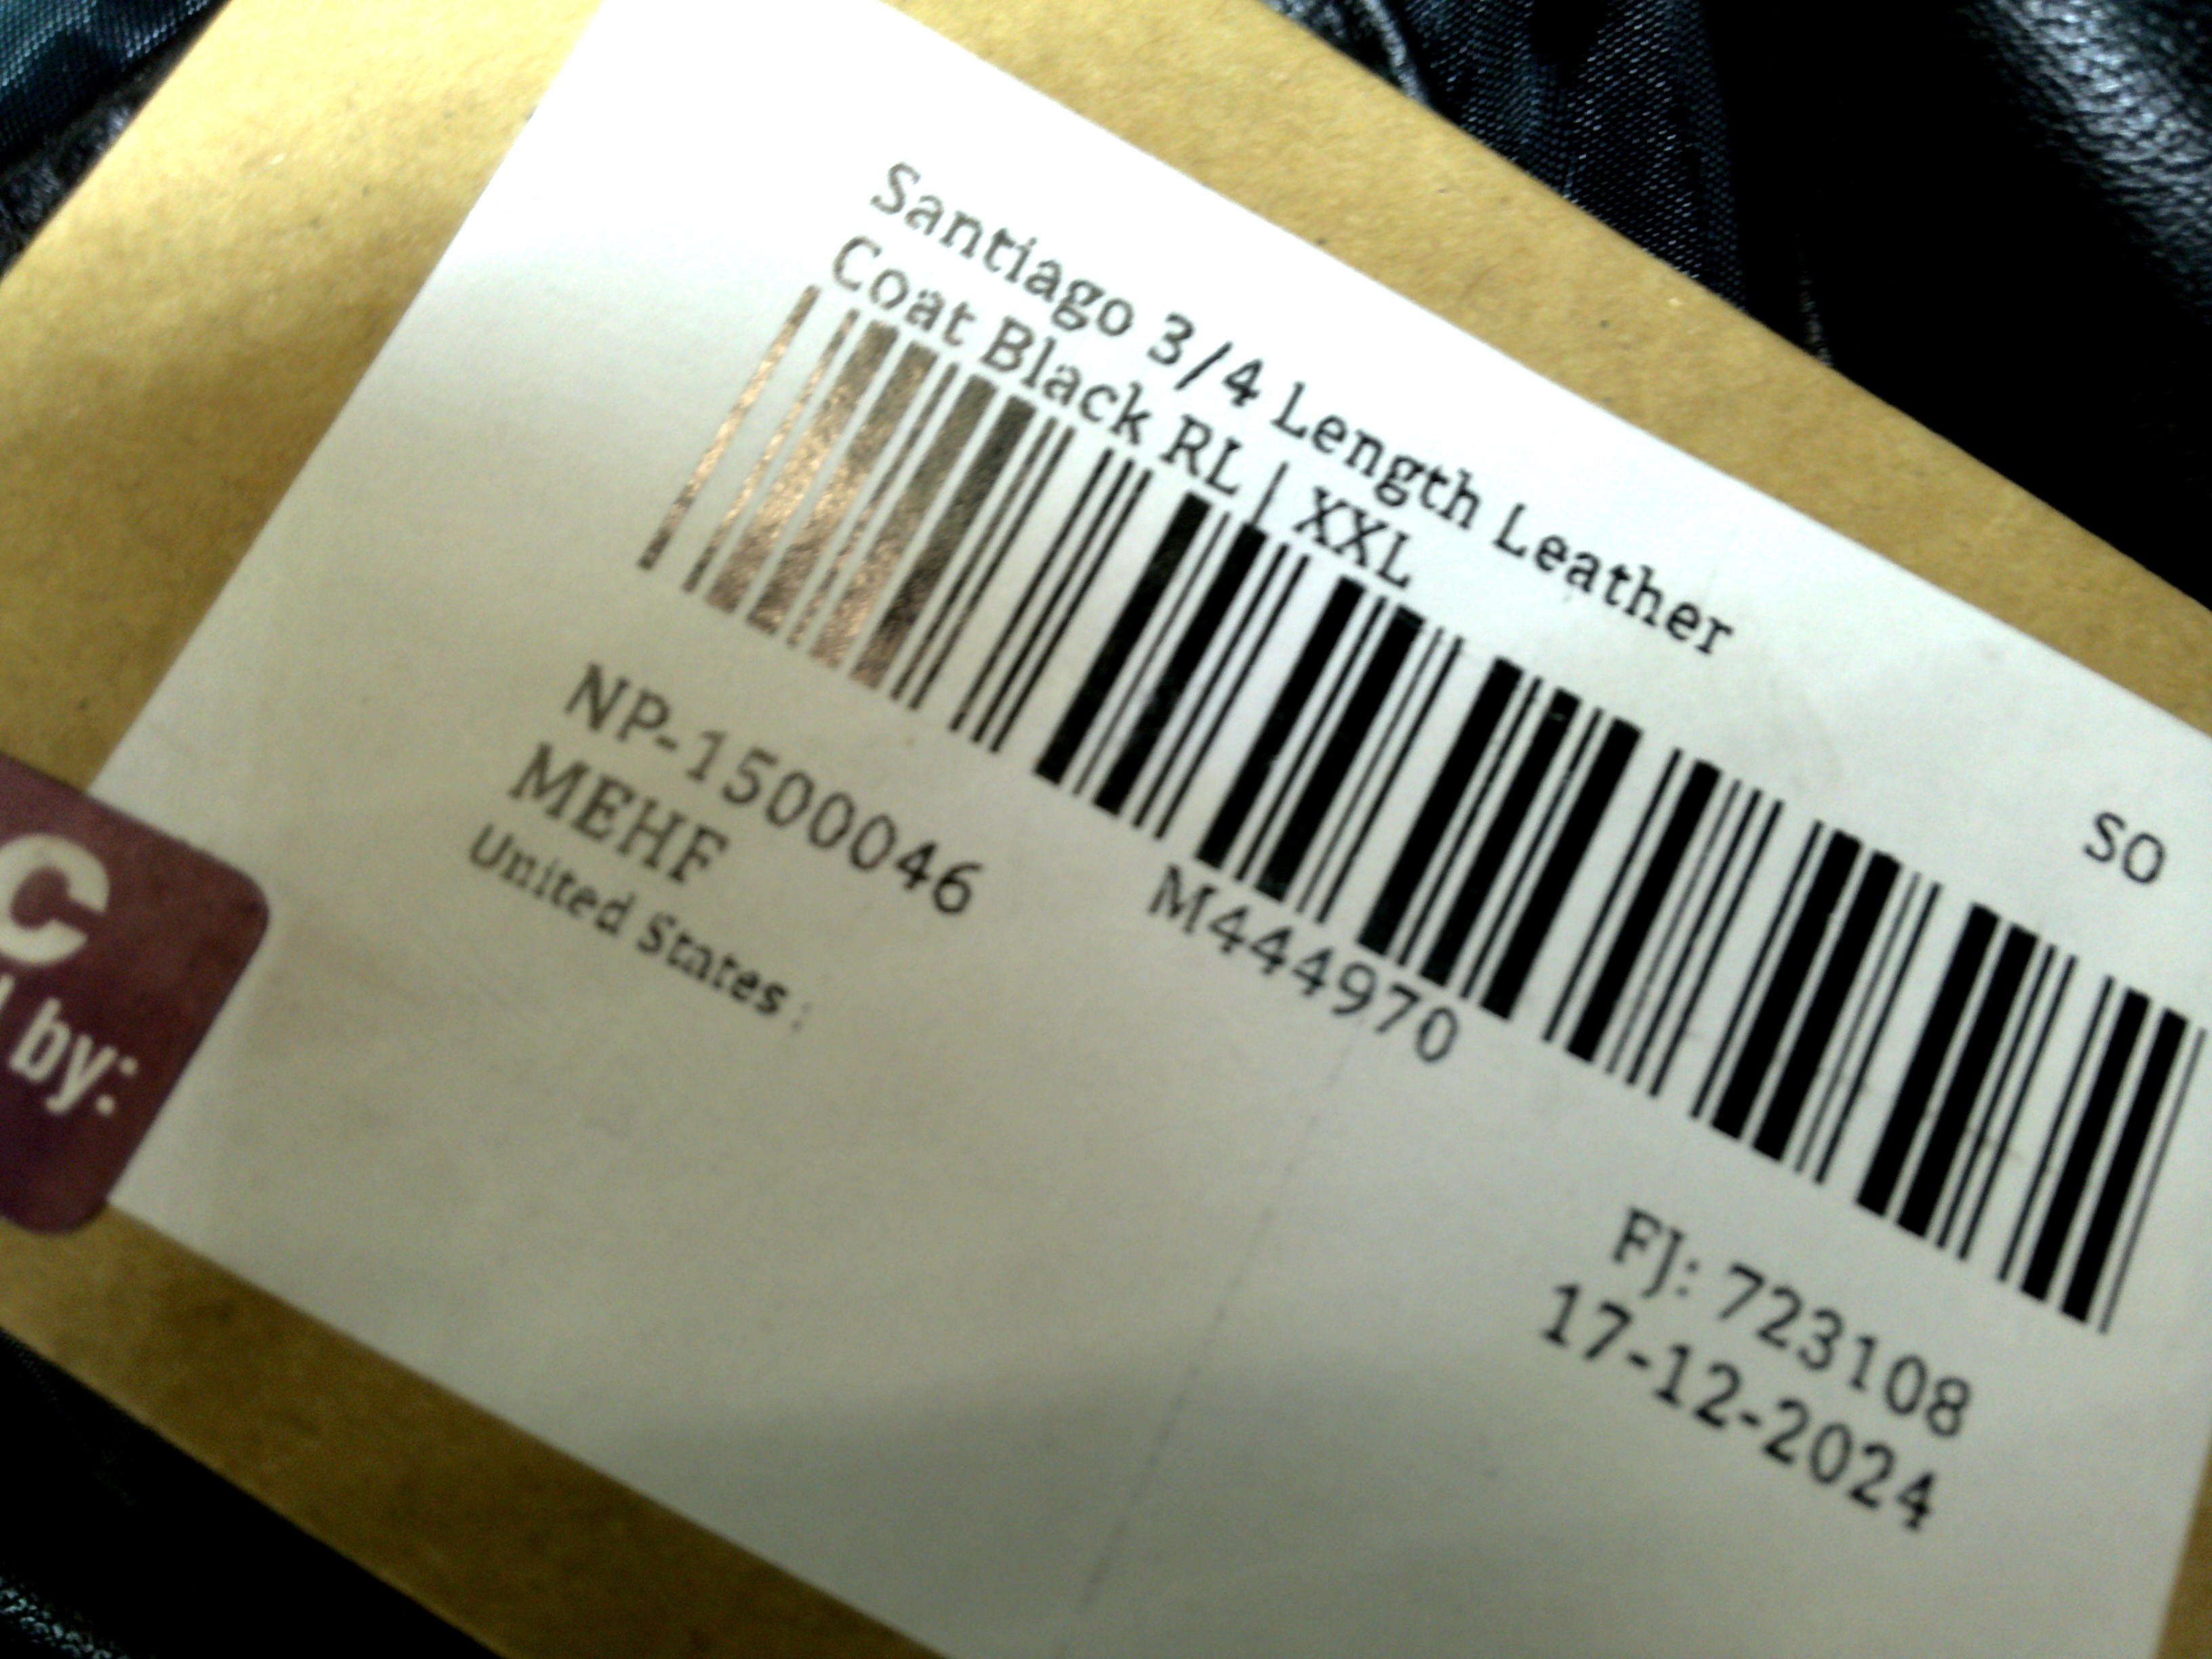 Santiago 3/4 Length Leather
Coat Black RL | XXL
SO
NP-1500046
M444970
FJ: 723108
MEHF
17-12-2024
United States :
C
by: